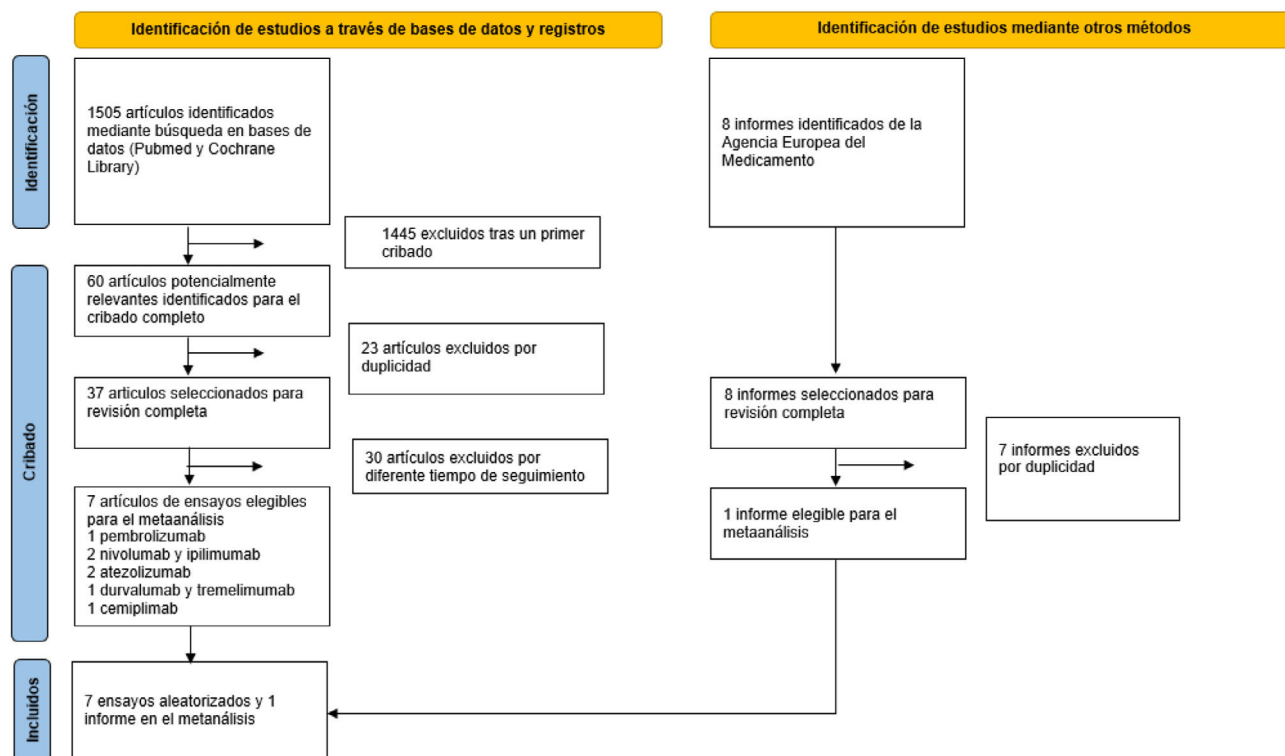 Identificación de estudios a través de bases de datos y registros
Identificación de estudios mediante otros métodos
Identificación
1505 artículos identificados
mediante búsqueda en bases de
datos (Pubmed y Cochrane
Library)
8 informes identificados de la
Agencia Europea del
Medicamento
1445 excluidos tras un primer
cribado
Cribado
60 artículos potencialmente
relevantes identificados para el
cribado completo
23 artículos excluidos por
duplicidad
37 articulos seleccionados para
revisión completa
8 informes seleccionados para
revisión completa
30 artículos excluidos por
diferente tiempo de seguimiento
7 informes excluidos
por duplicidad
7 artículos de ensayos elegibles
para el metaanálisis
1 pembrolizumab
2 nivolumab y ipilimumab
2 atezolizumab
1 durvalumab y tremelimumab
1 cemiplimab
1 informe elegible para el
metaanálisis
Incluidos
7 ensayos aleatorizados y 1
informe en el metanálisis